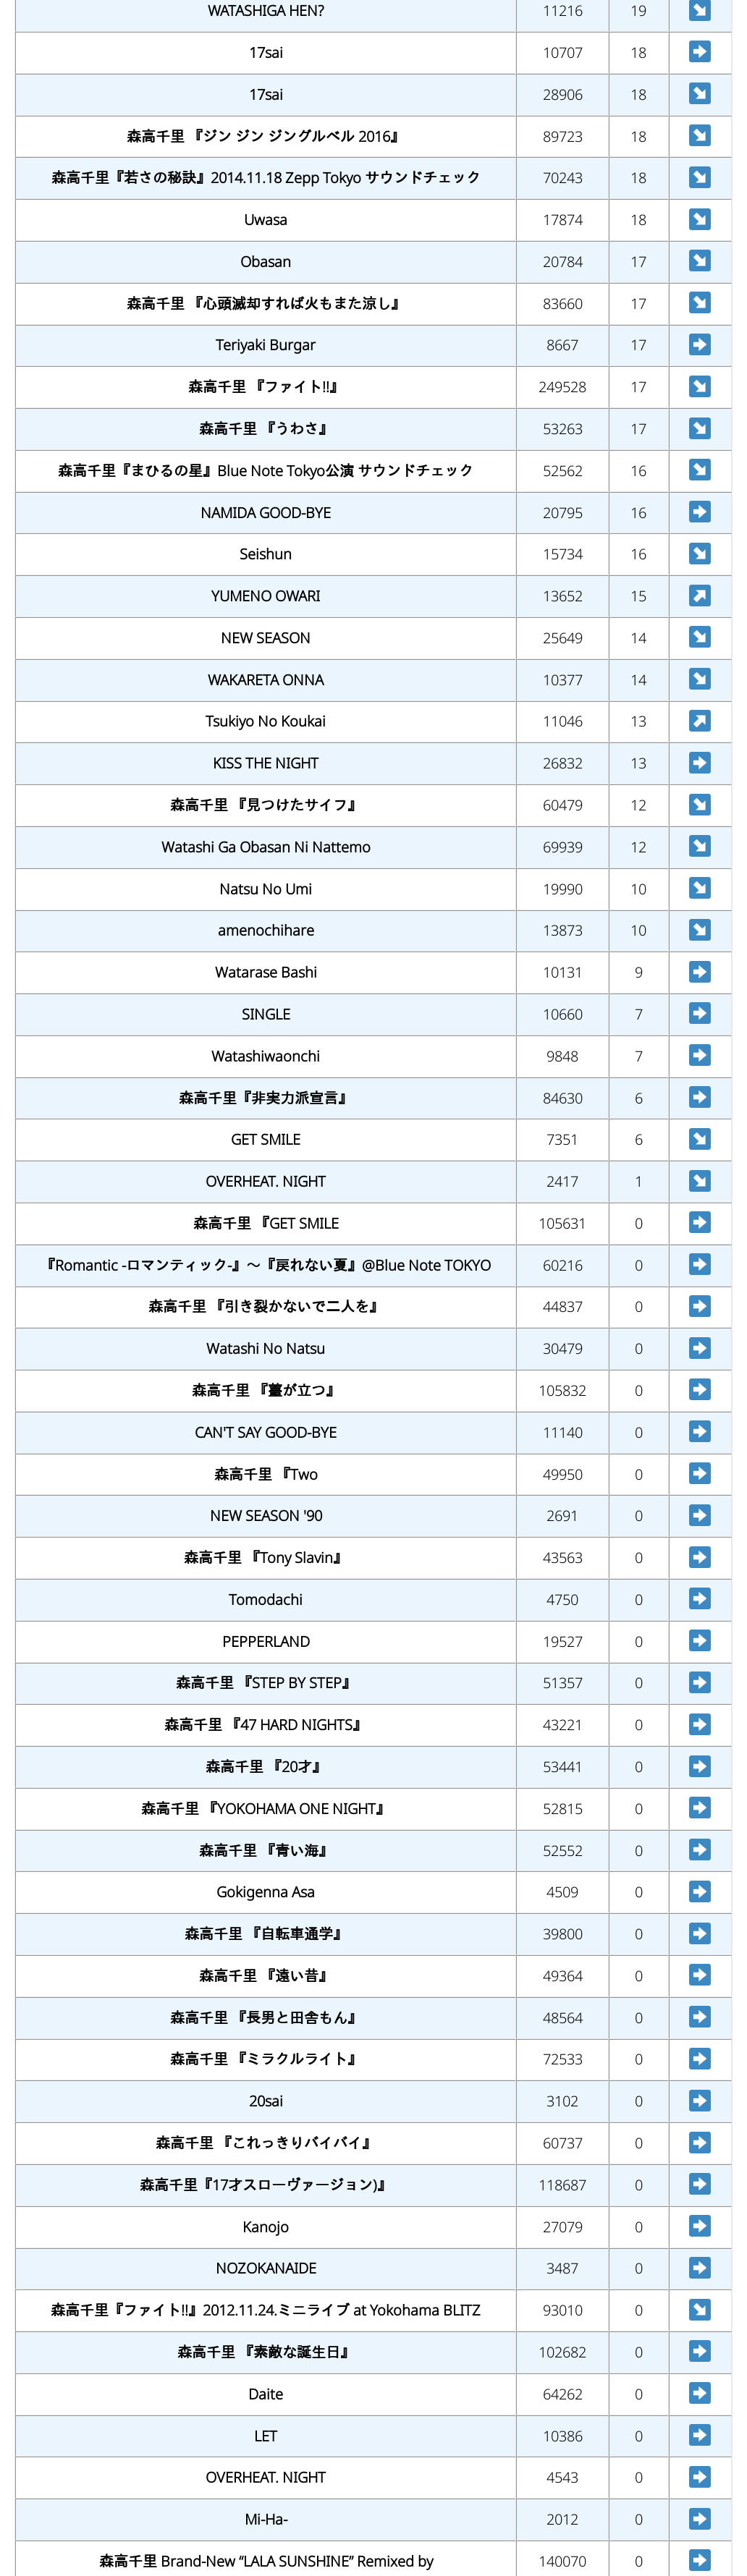 WATASHIGA HEN? 11216 19
17sai 10707 18
17sai 28906 18
森高千里 『ジン ジン ジングルベル 2016』 89723 18
森高千里『若さの秘訣』2014.11.18 Zepp Tokyo サウンドチェック 70243 18
Uwasa 17874 18
Obasan 20784 17
森高千里 『心頭滅却すれば火もまた涼し』 83660 17
Teriyaki Burgar 8667 17
森高千里 『ファイト!!』 249528 17
森高千里 『うわさ』 53263 17
森高千里『まひるの星』Blue Note Tokyo公演 サウンドチェック 52562 16
NAMIDA GOOD-BYE 20795 16
Seishun 15734 16
YUMENO OWARI 13652 15
NEW SEASON 25649 14
WAKARETA ONNA 10377 14
Tsukiyo No Koukai 11046 13
KISS THE NIGHT 26832 13
森高千里 『見つけたサイフ』 60479 12
Watashi Ga Obasan Ni Nattemo 69939 12
Natsu No Umi 19990 10
amenochihare 13873 10
Watarase Bashi 10131 9
SINGLE 10660 7
Watashiwaonchi 9848 7
森高千里『非実力派宣言』 84630 6
GET SMILE 7351 6
OVERHEAT. NIGHT 2417 1
森高千里 『GET SMILE 105631 0
『Romantic -ロマンティック-』～『戻れない夏』@Blue Note TOKYO 60216 0
森高千里 『引き裂かないで二人を』 44837 0
Watashi No Natsu 30479 0
森高千里 『薹が立つ』 105832 0
CAN'T SAY GOOD-BYE 11140 0
森高千里 『Two 49950 0
NEW SEASON '90 2691 0
森高千里 『Tony Slavin』 43563 0
Tomodachi 4750 0
PEPPERLAND 19527 0
森高千里 『STEP BY STEP』 51357 0
森高千里 『47 HARD NIGHTS』 43221 0
森高千里 『20才』 53441 0
森高千里 『YOKOHAMA ONE NIGHT』 52815 0
森高千里 『青い海』 52552 0
Gokigenna Asa 4509 0
森高千里 『自転車通学』 39800 0
森高千里 『遠い昔』 49364 0
森高千里 『長男と田舎もん』 48564 0
森高千里 『ミラクルライト』 72533 0
20sai 3102 0
森高千里 『これっきりバイバイ』 60737 0
森高千里『17才スローヴァージョン)』 118687 0
Kanojo 27079 0
NOZOKANAIDE 3487 0
森高千里『ファイト!!』2012.11.24.ミニライブ at Yokohama BLITZ 93010 0
森高千里 『素敵な誕生日』 102682 0
Daite 64262 0
LET 10386 0
OVERHEAT. NIGHT 4543 0
Mi-Ha- 2012 0
森高千里 Brand-New “LALA SUNSHINE” Remixed by 140070 0